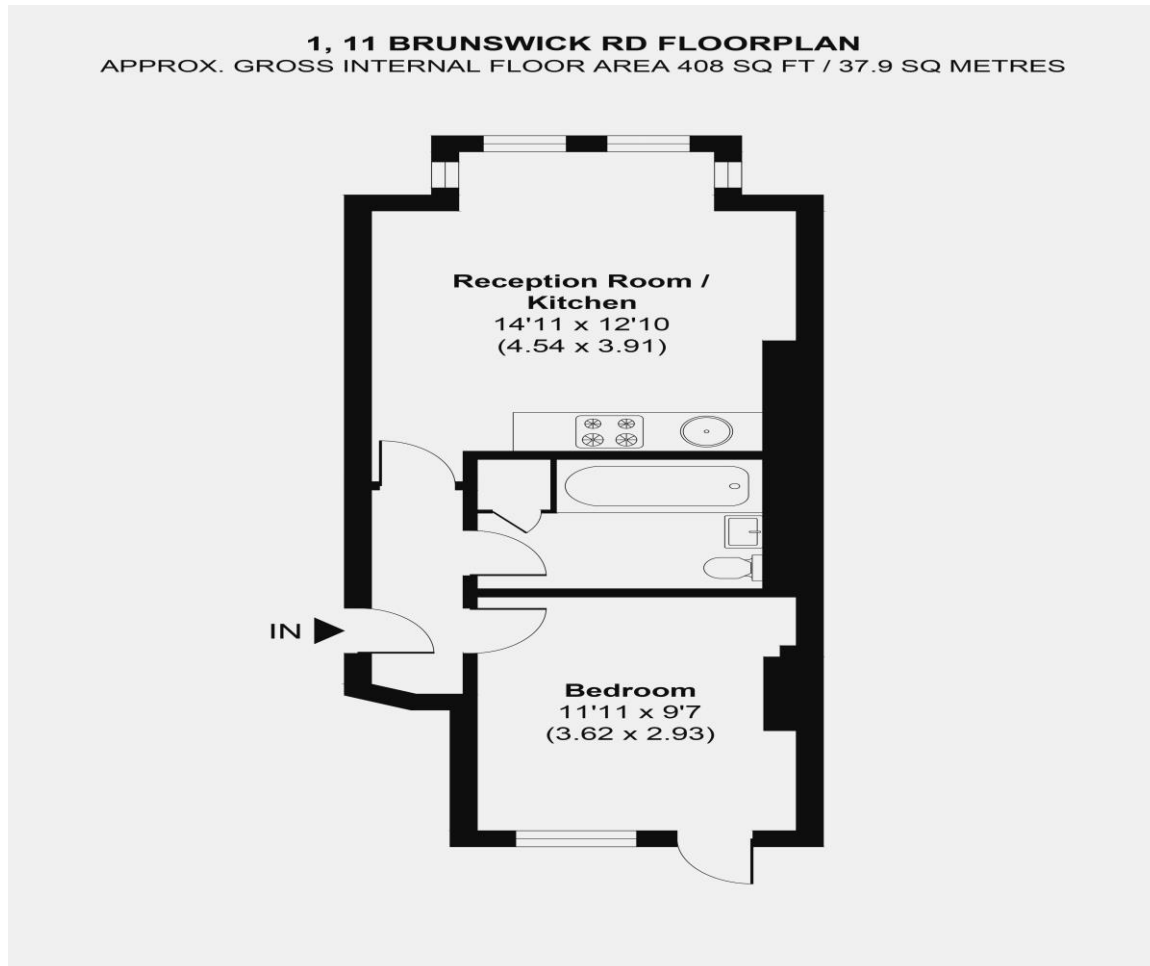 1, 11 BRUNSWICK RD FLOORPLAN
APPROX. GROSS INTERNAL FLOOR AREA 408 SQ FT / 37.9 SQ METRES
Reception Room /
Kitchen
14'11 x 12'10
(4.54 x 3.91)
IN
Bedroom
11'11 x 9'7
(3.62 x 2.93)